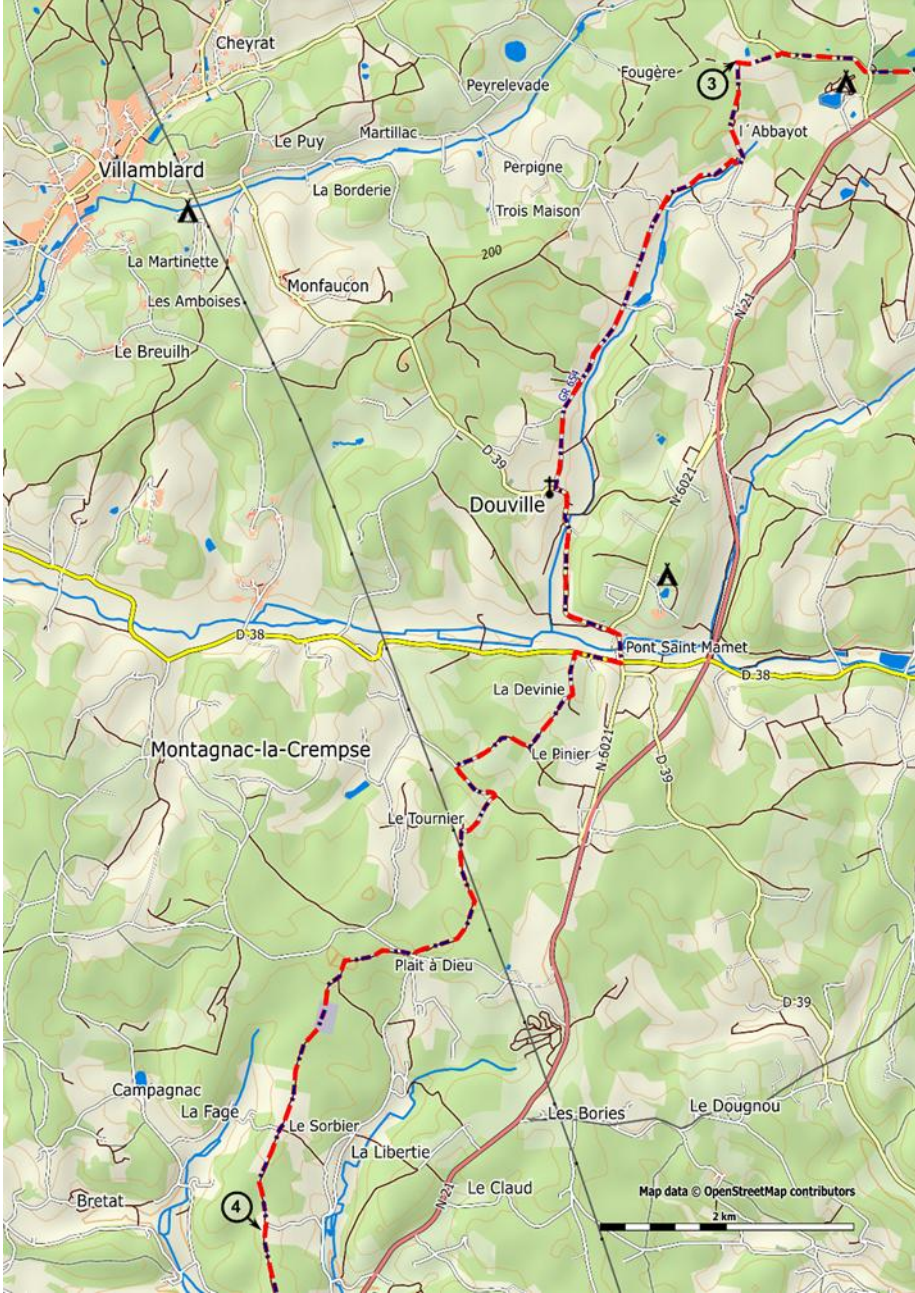 Cheyrat
Fougère
3
Peyrelevade
l´Abbayot
Le Puy
Martillac
Villamblard
Perpigne
La Borderie
Trois Maison
200
La Martinette
Monfaucon
Les Amboises
N 21
Le Breuilh
GR 654
D 39
Douville
N 6021
D 38
Pont Saint Mamet
D 38
La Devinie
Montagnac-la-Crempse
Le Pinier
N 6021
D 39
Le Tournier
Plait à Dieu
D 39
Campagnac
La Fage
Les Bories
Le Dougnou
Le Sorbier
La Libertie
Bretat
4
Le Claud
N 21
Map data © OpenStreetMap contributors
2 km